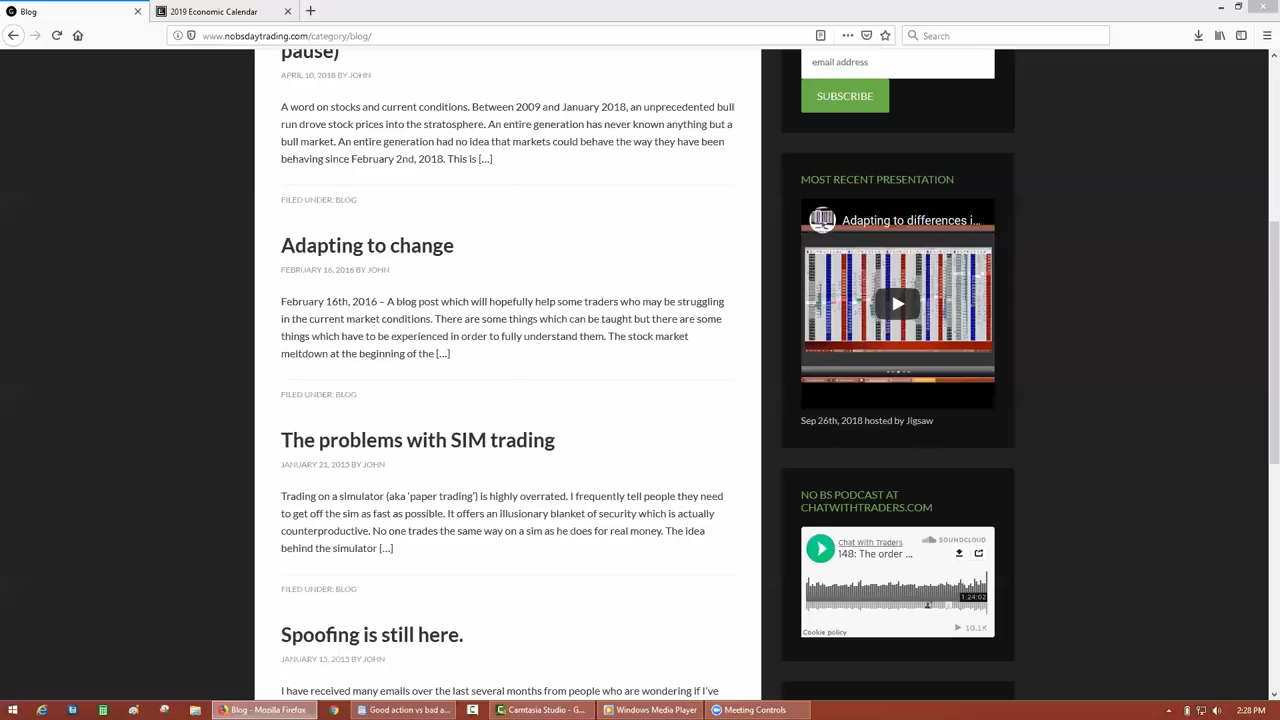 Blog
2019 Economic Calendar
www.nobsdaytrading.com/category/blog/
Search
pause)
APRIL 10, 2018 BY JOHN
A word on stocks and current conditions. Between 2009 and January 2018, an unprecedented bull
run drove stock prices into the stratosphere. An entire generation has never known anything but a
bull market. An entire generation had no idea that markets could behave the way they have been
behaving since February 2nd, 2018. This is [...]
FILED UNDER: BLOG
Adapting to change
FEBRUARY 16, 2016 BY JOHN
February 16th, 2016 – A blog post which will hopefully help some traders who may be struggling
in the current market conditions. There are some things which can be taught but there are some
things which have to be experienced in order to fully understand them. The stock market
meltdown at the beginning of the [...]
FILED UNDER: BLOG
The problems with SIM trading
JANUARY 21, 2015 BY JOHN
Trading on a simulator (aka ‘paper trading’) is highly overrated. I frequently tell people they need
to get off the sim as fast as possible. It offers an illusionary blanket of security which is actually
counterproductive. No one trades the same way on a sim as he does for real money. The idea
behind the simulator [...]
FILED UNDER: BLOG
Spoofing is still here.
JANUARY 15, 2015 BY JOHN
I have received many emails over the last several months from people who are wondering if I’ve
email address
SUBSCRIBE
MOST RECENT PRESENTATION
Adapting to differences i...
Sep 26th, 2018 hosted by Jigsaw
NO BS PODCAST AT
CHATWITHTRADERS.COM
Chat With Traders
SOUNDCLOUD
148: The order ...
1:24:02
Cookie policy
10.1K
Blog - Mozilla Firefox
Good action vs bad a...
Camtasia Studio - G...
Windows Media Player
Meeting Controls
2:28 PM